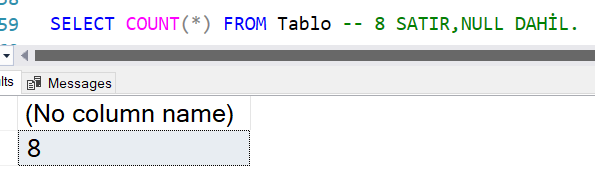 59 SELECT COUNT(*) FROM Tablo -- 8 SATIR,NULL DAHİL.
Messages
(No column name)
8